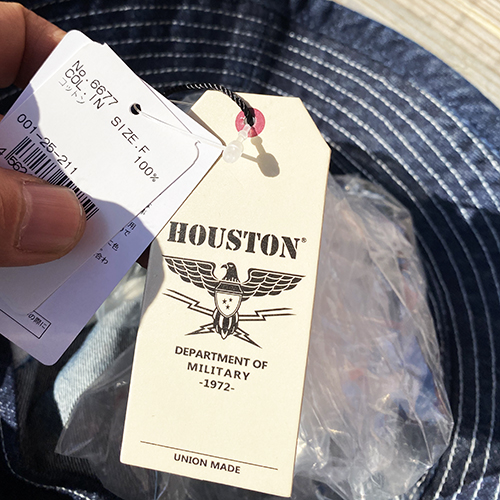 No.6677
COL.IN SIZE.F
コットン 100%
001-25-211
HOUSTON®
DEPARTMENT OF
MILITARY
-1972-
UNION MADE